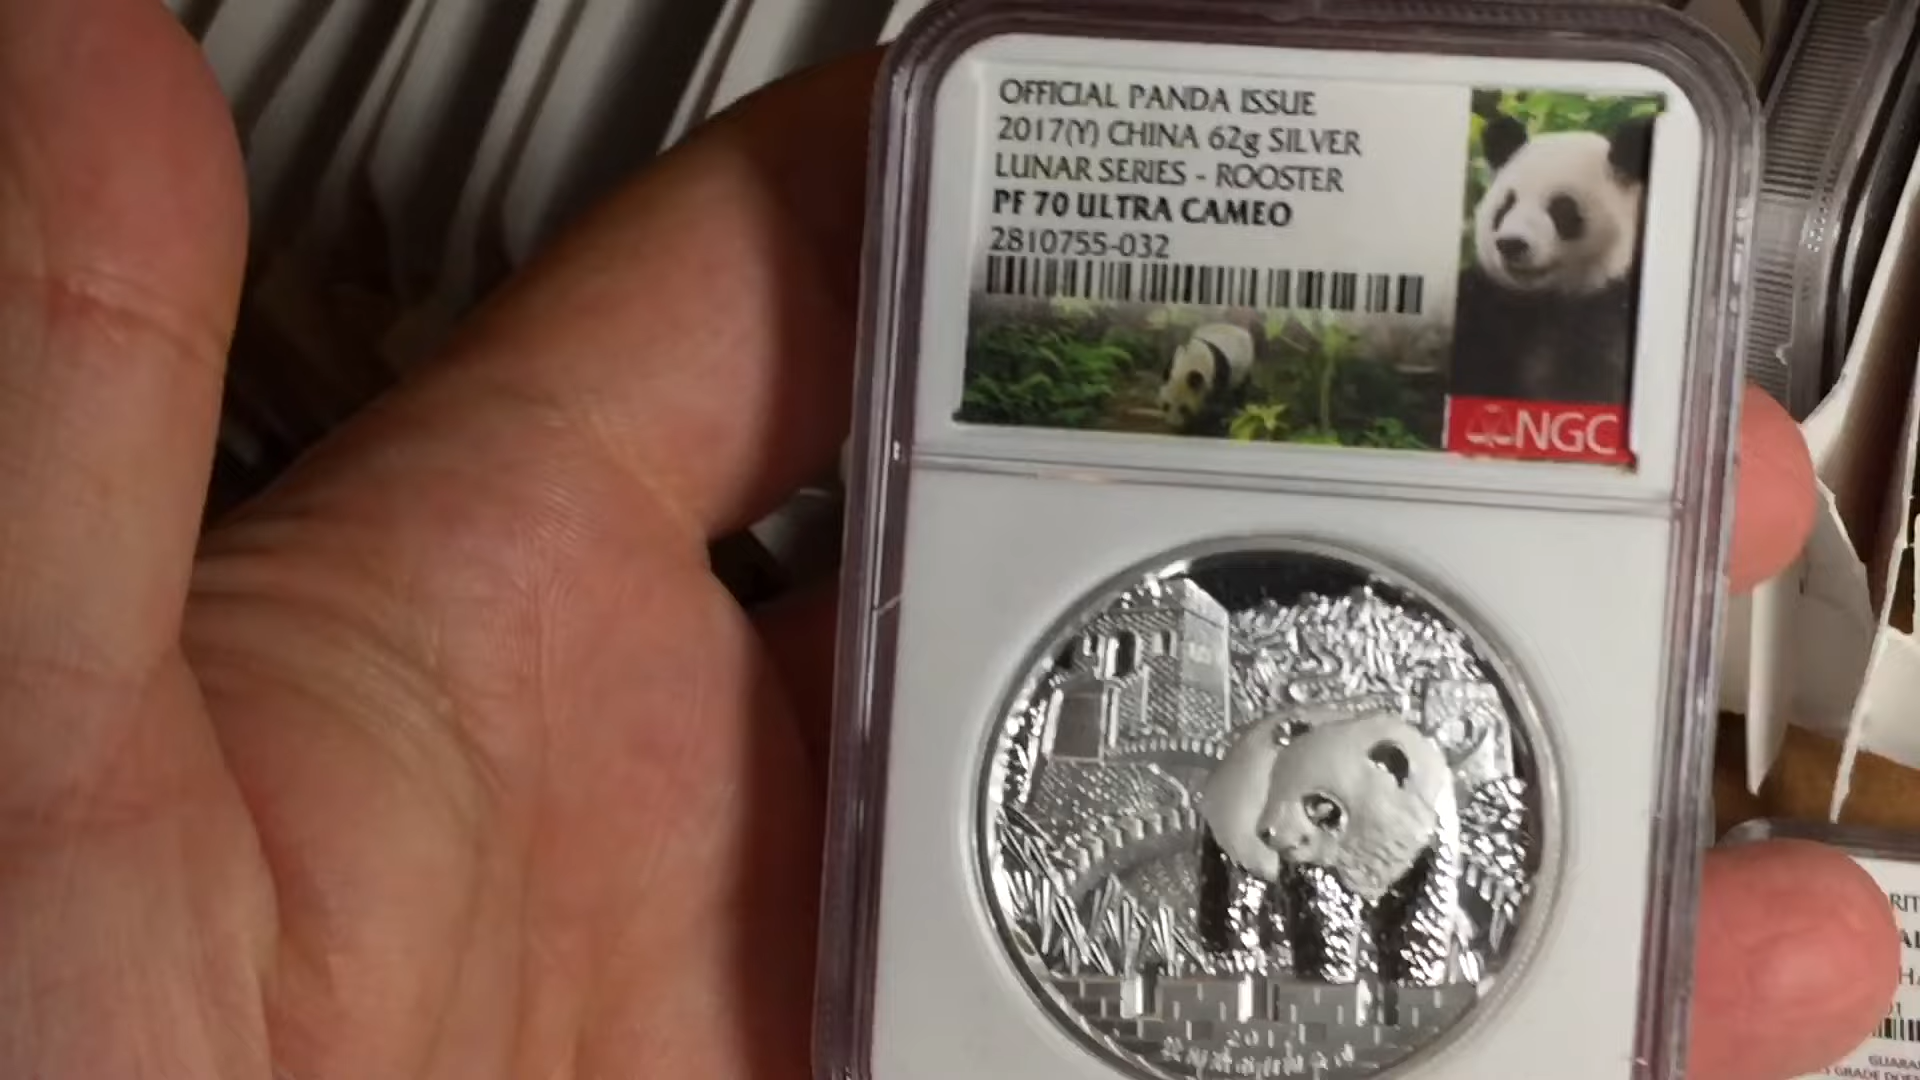 OFFICIAL PANDA ISSUE
2017(Y) CHINA 62g SILVER
LUNAR SERIES - ROOSTER
PF 70 ULTRA CAMEO
2810755-032
NGC